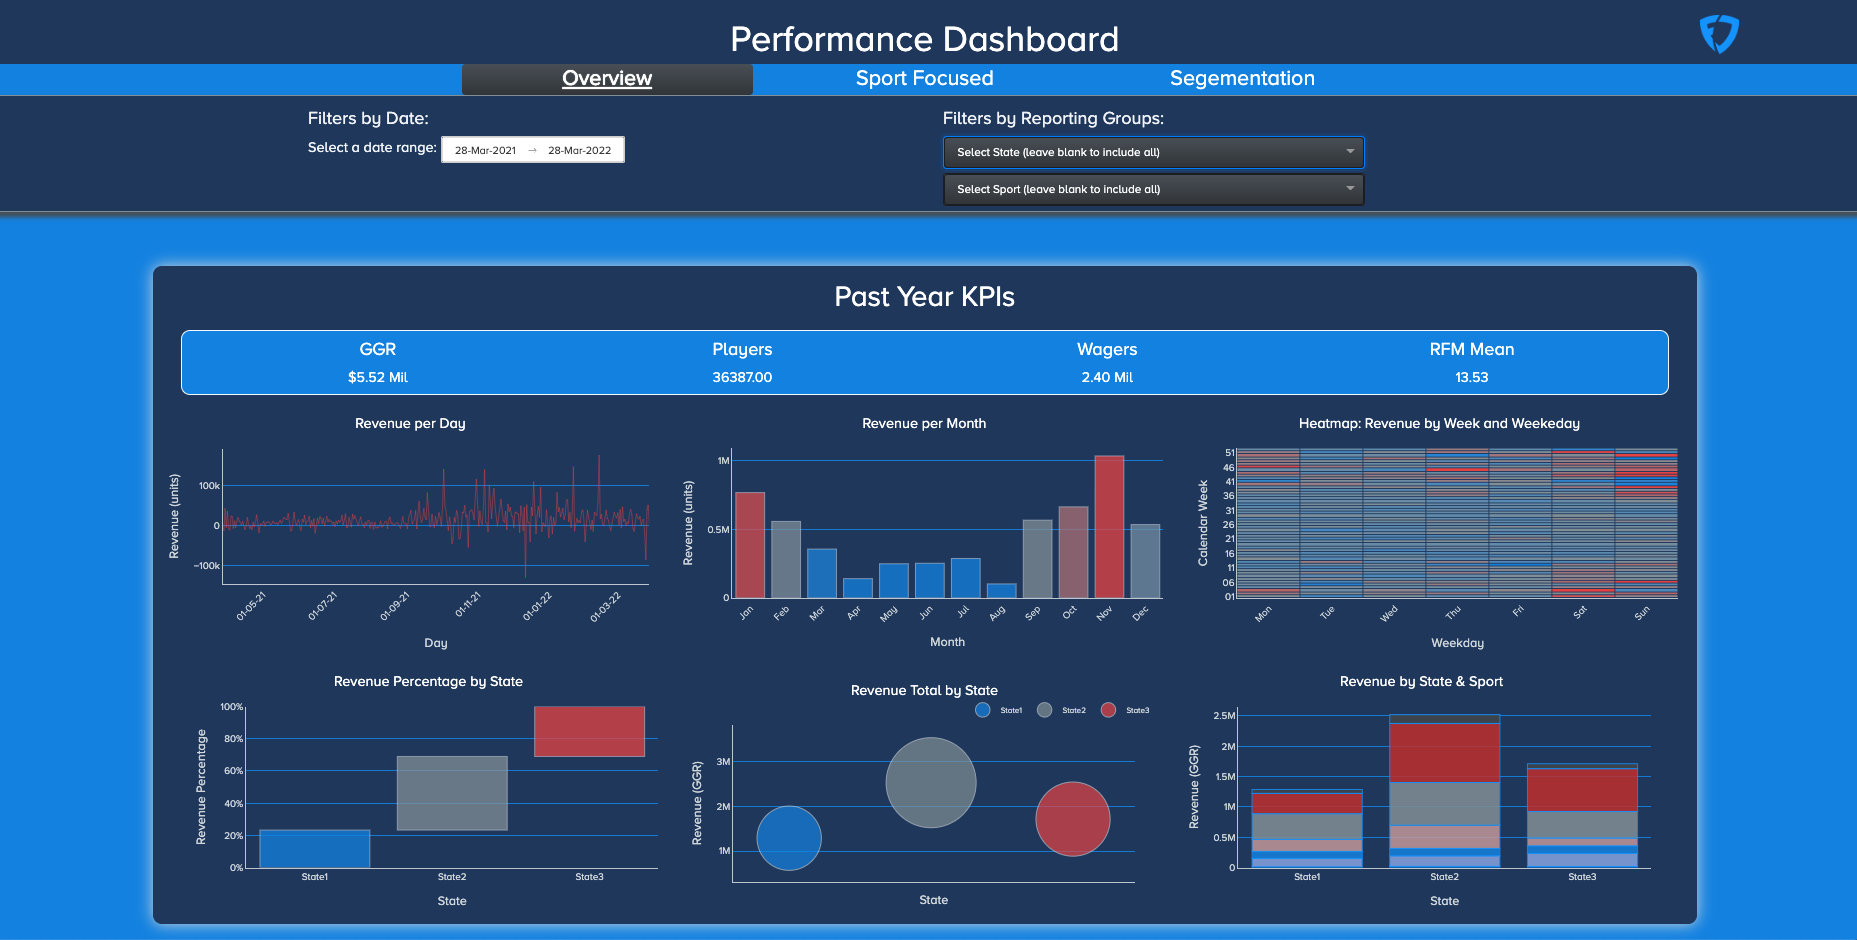 Performance Dashboard
Overview
Sport Focused
Segementation
Filters by Date:
Select a date range:
28-Mar-2021 → 28-Mar-2022
Filters by Reporting Groups:
Select State (leave blank to include all)
Select Sport (leave blank to include all)
Past Year KPIs
GGR
$5.52 Mil
Players
36387.00
Wagers
2.40 Mil
RFM Mean
13.53
Revenue per Day
Revenue (units)
100k
0
−100k
01-05-21
01-07-21
01-09-21
01-11-21
01-01-22
01-03-22
Day
Revenue per Month
Revenue (units)
1M
0.5M
0
Jan
Feb
Mar
Apr
May
Jun
Jul
Aug
Sep
Oct
Nov
Dec
Month
Heatmap: Revenue by Week and Weekeday
Calendar Week
51
46
41
36
31
26
21
16
11
06
01
Mon
Tue
Wed
Thu
Fri
Sat
Sun
Weekday
Revenue Percentage by State
Revenue Percentage
100%
80%
60%
40%
20%
0%
State1
State2
State3
State
Revenue Total by State
State1
State2
State3
Revenue (GGR)
3M
2M
1M
State
Revenue by State & Sport
Revenue (GGR)
2.5M
2M
1.5M
1M
0.5M
0
State1
State2
State3
State